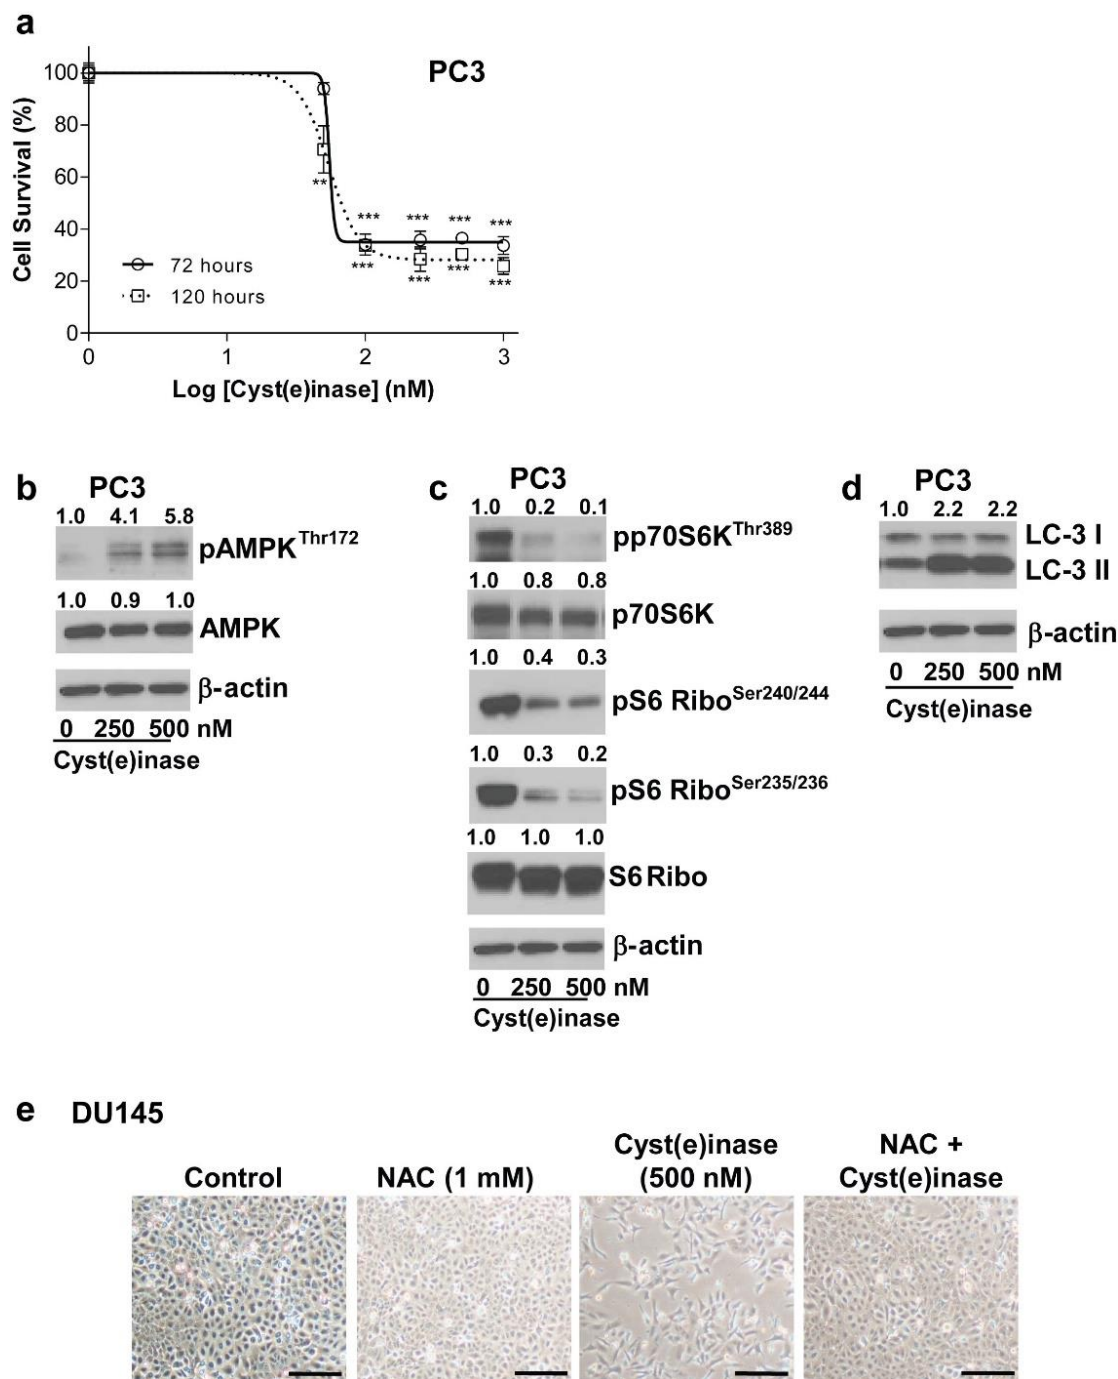 a
PC3
100
80
60
40
20
0
Cell Survival (%)
**
***
***
***
***
***
***
***
***
72 hours
120 hours
0 1 2 3
Log [Cyst(e)inase] (nM)
b
PC3
1.0 4.1 5.8
pAMPKThr172
1.0 0.9 1.0
AMPK
β-actin
0 250 500 nM
Cyst(e)inase
c
PC3
1.0 0.2 0.1
pp70S6KThr389
1.0 0.8 0.8
p70S6K
1.0 0.4 0.3
pS6 RiboSer240/244
1.0 0.3 0.2
pS6 RiboSer235/236
1.0 1.0 1.0
S6 Ribo
β-actin
0 250 500 nM
Cyst(e)inase
d
PC3
1.0 2.2 2.2
LC-3 I
LC-3 II
β-actin
0 250 500 nM
Cyst(e)inase
e DU145
Control
NAC (1 mM)
Cyst(e)inase
(500 nM)
NAC +
Cyst(e)inase